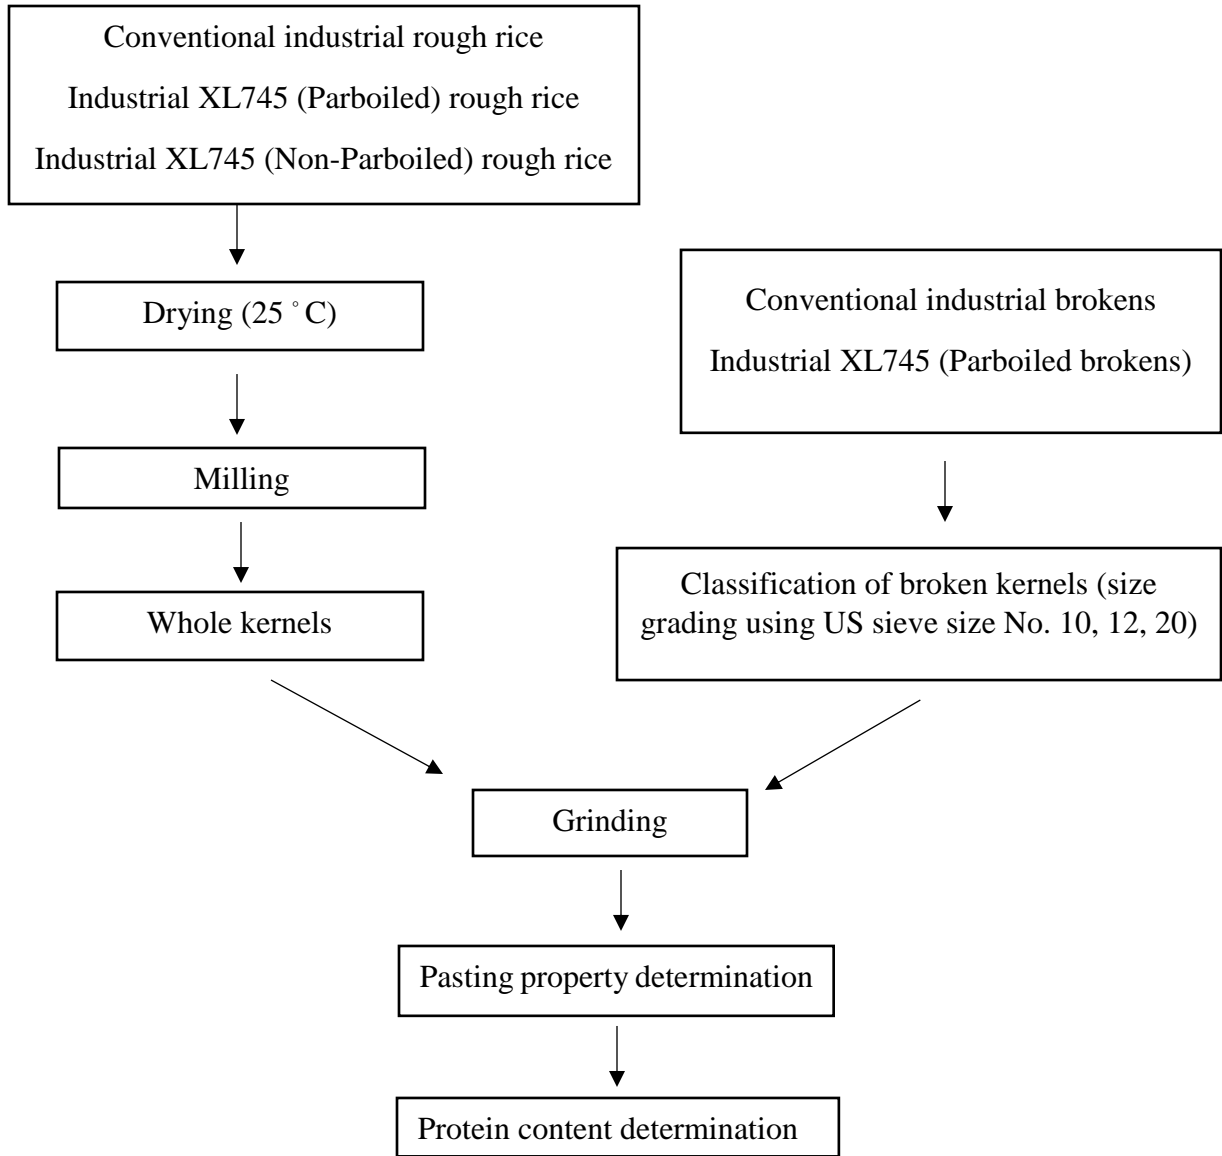 Conventional industrial rough rice
Industrial XL745 (Parboiled) rough rice
Industrial XL745 (Non-Parboiled) rough rice
Drying (25 °C)
Milling
Whole kernels
Conventional industrial brokens
Industrial XL745 (Parboiled brokens)
Classification of broken kernels (size
grading using US sieve size No. 10, 12, 20)
Grinding
Pasting property determination
Protein content determination